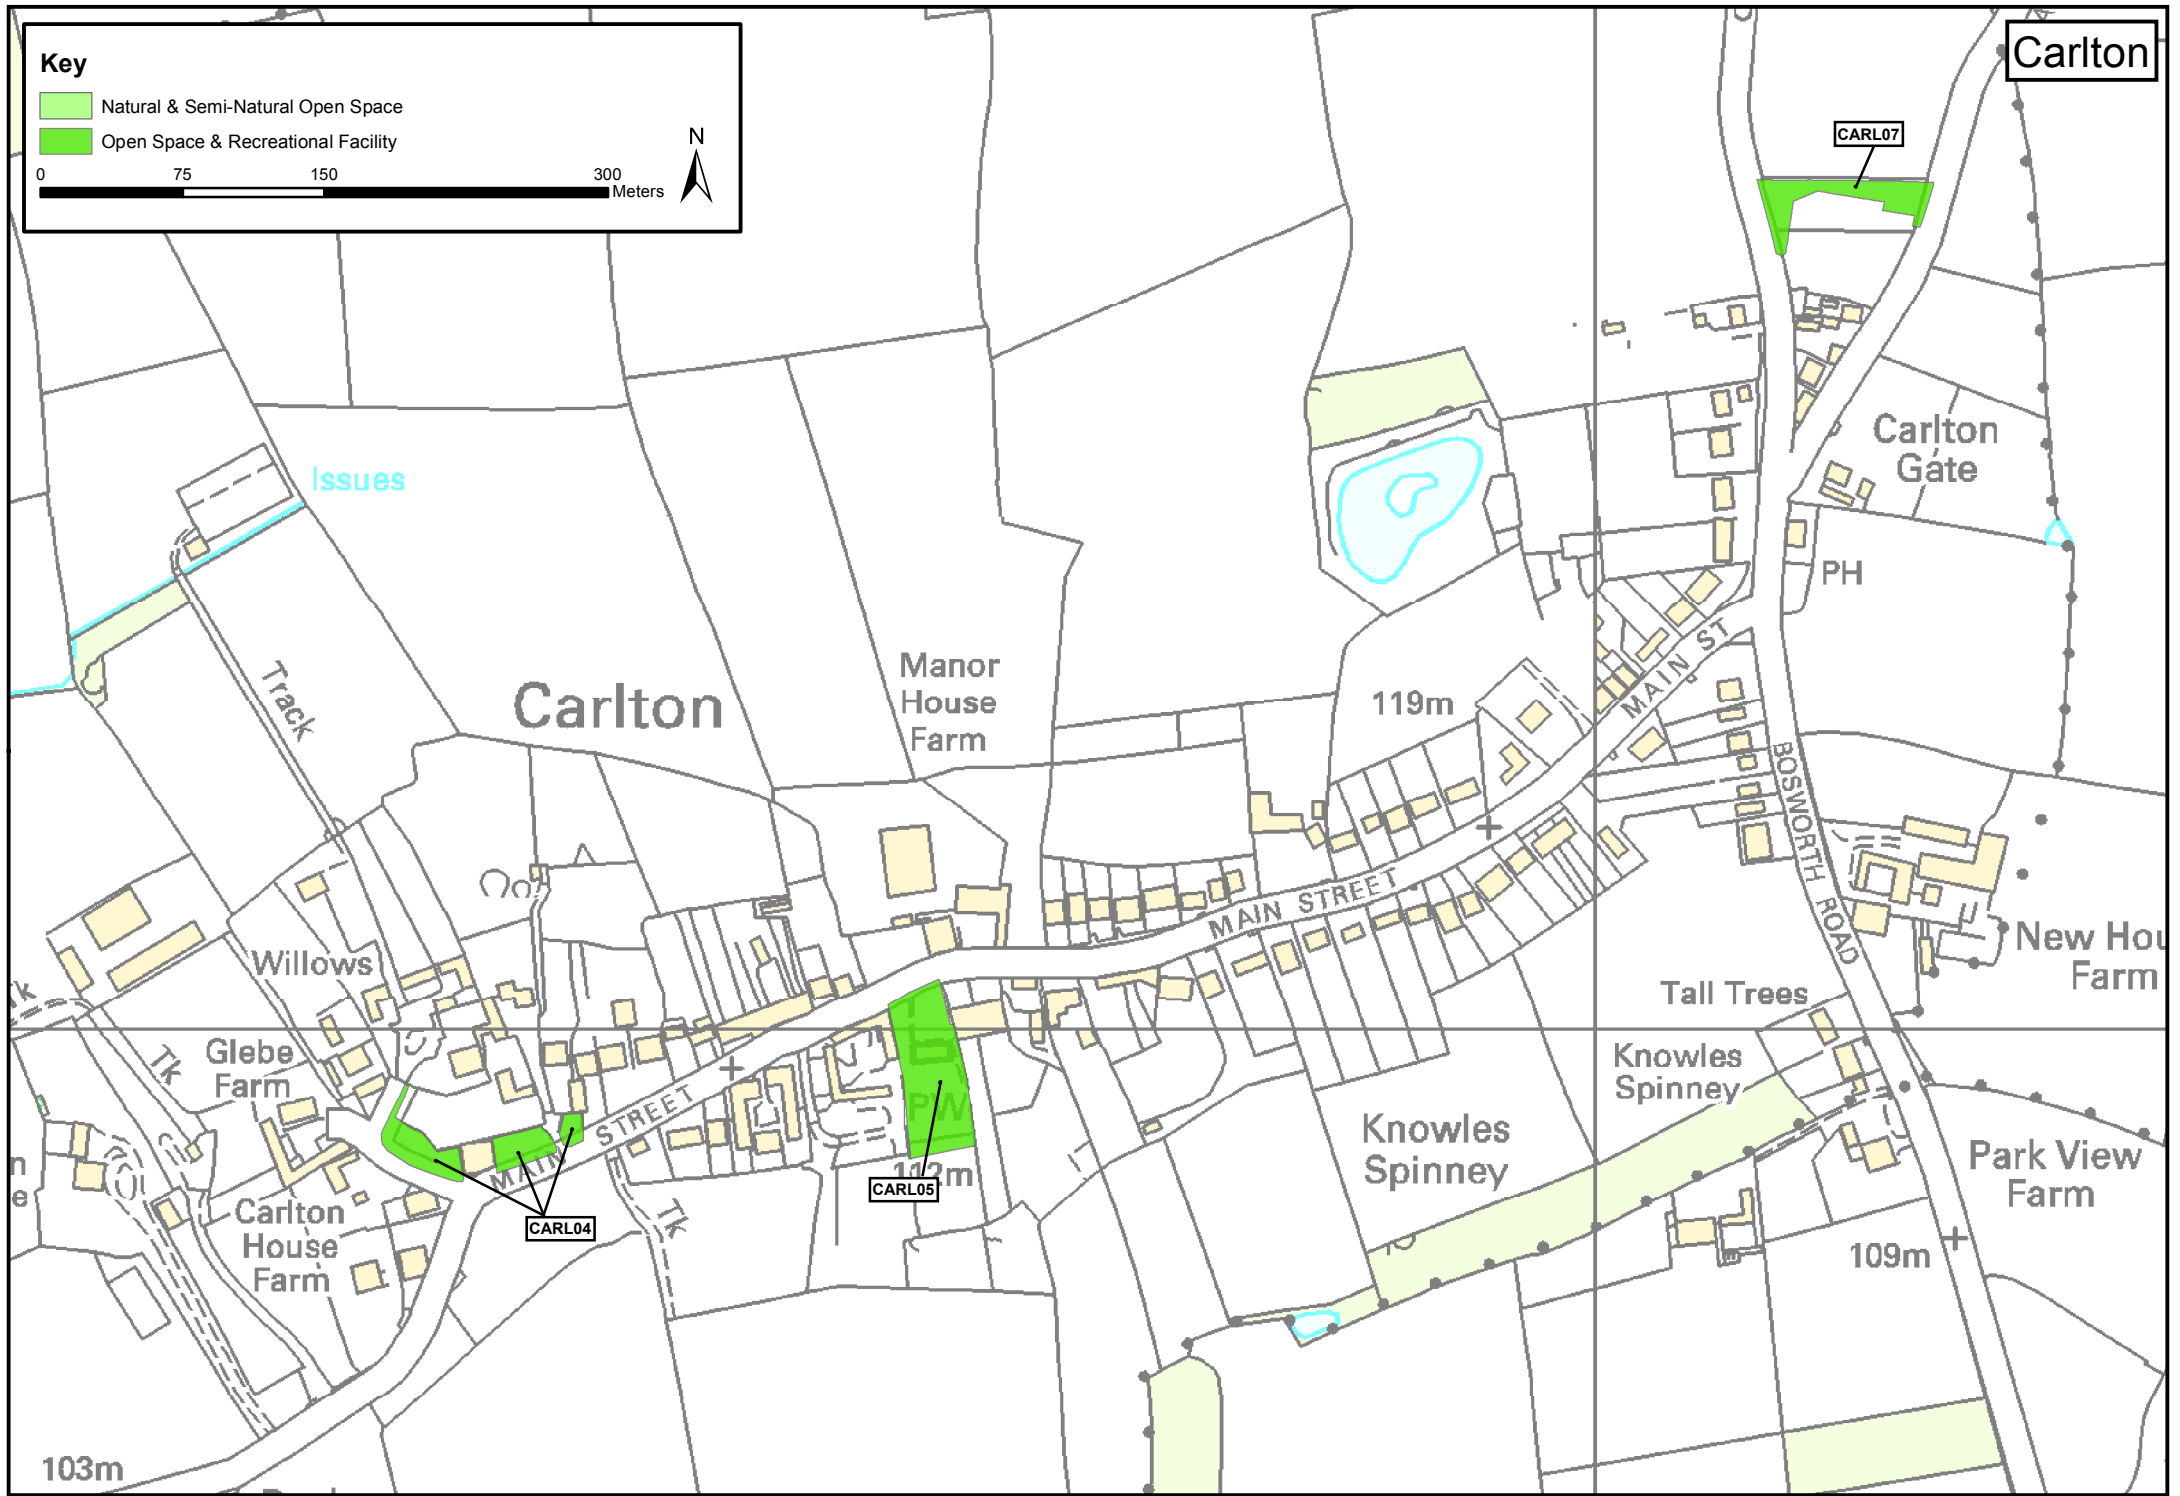 Carlton
Key
Natural & Semi-Natural Open Space
Open Space & Recreational Facility
N
0 75 150 300
Meters
CARL07
Carlton
Gate
Issues
PH
Track
Carlton
Manor
House
Farm
119m
MAIN ST
BOSWORTH ROAD
MAIN STREET
Willows
New Hou
Farm
Tall Trees
Tk
Glebe
Farm
Knowles
Spinney
PW
STREET
MAIN
Knowles
Spinney
Park View
Farm
112m
CARL05
CARL04
Tk
Carlton
House
Farm
109m
103m